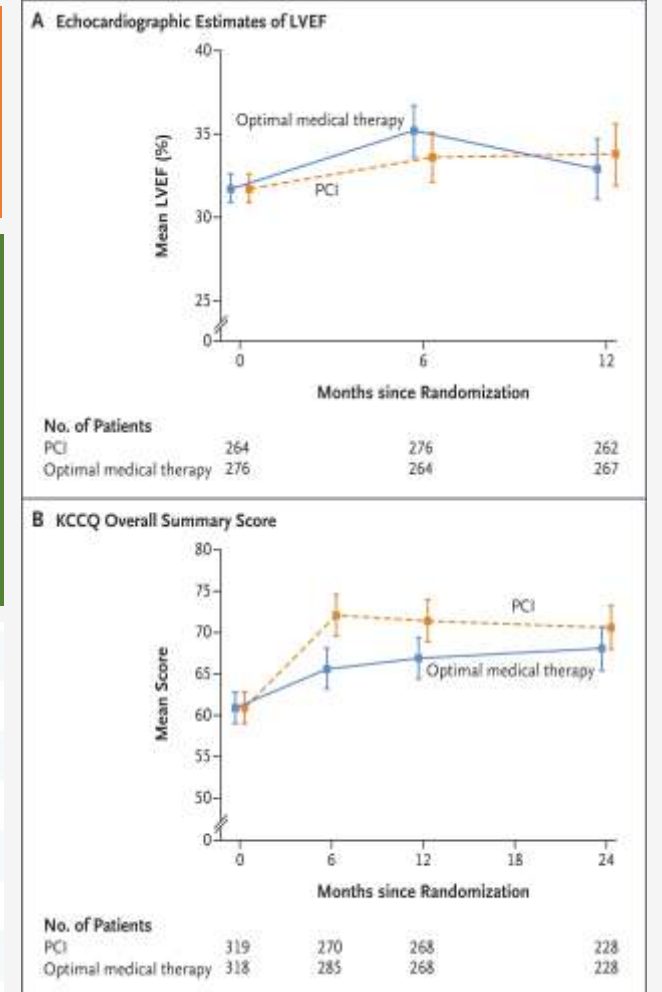 A Echocardiographic Estimates of LVEF
40
Optimal medical therapy
35
PCI
30
25
0
Mean LVEF (%)
0 6 12
Months since Randomization
No. of Patients
PCI 264 276 262
Optimal medical therapy 276 264 267
B KCCQ Overall Summary Score
80
75
PCI
70
65
Optimal medical therapy
60
55
50
0
Mean Score
0 6 12 18 24
Months since Randomization
No. of Patients
PCI 319 270 268 228
Optimal medical therapy 318 285 268 228